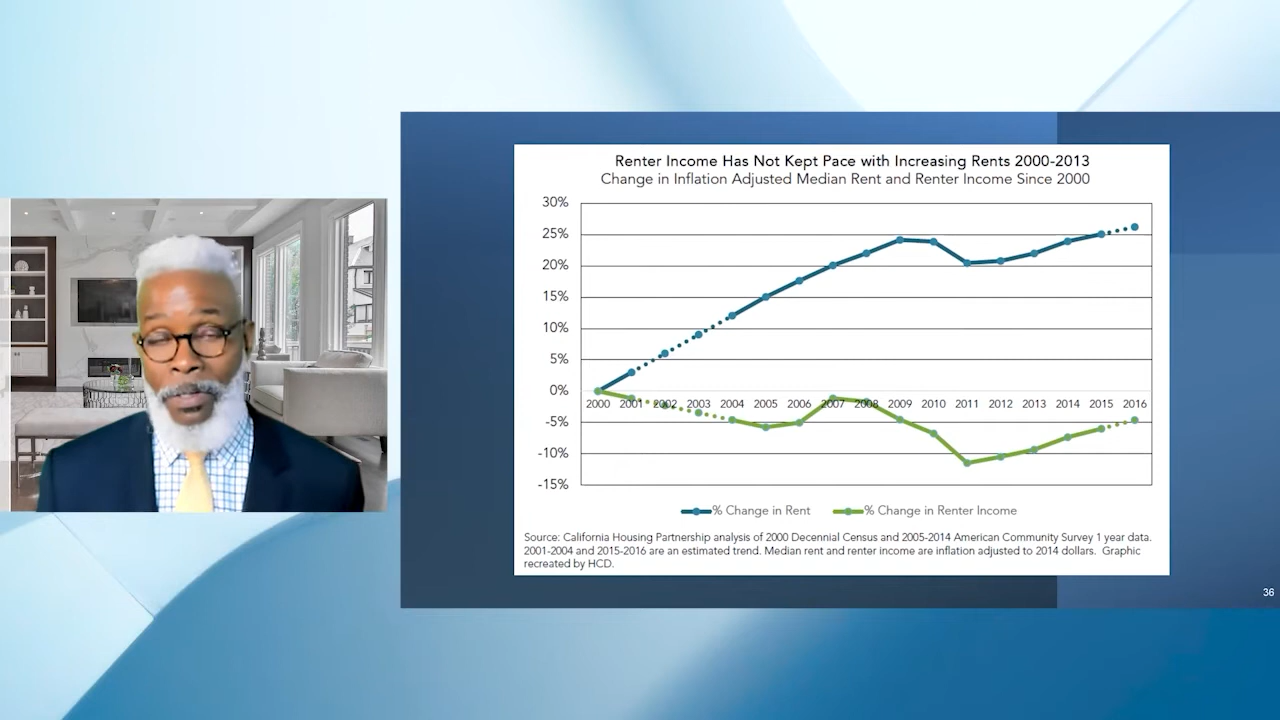 Renter Income Has Not Kept Pace with Increasing Rents 2000-2013
Change in Inflation Adjusted Median Rent and Renter Income Since 2000
30%
25%
20%
15%
10%
5%
0%
2000 2001 2002 2003 2004 2005 2006 2007 2008 2009 2010 2011 2012 2013 2014 2015 2016
-5%
-10%
-15%
% Change in Rent % Change in Renter Income
Source: California Housing Partnership analysis of 2000 Decennial Census and 2005-2014 American Community Survey 1 year data.
2001-2004 and 2015-2016 are an estimated trend. Median rent and renter income are inflation adjusted to 2014 dollars. Graphic
recreated by HCD.
36